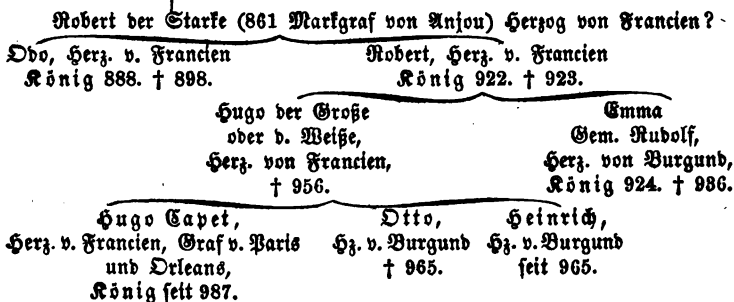 Robert der Starke (861 Markgraf von Anjou) Herzog von Francien?
Odo, Herz. v. Francien
König 888. † 898.
Robert, Herz. v. Francien
König 922. † 923.
Hugo der Große
oder d. Weiße,
Herz. von Francien,
† 956.
Emma
Gem. Rudolf,
Herz. von Burgund,
König 924. † 936.
Hugo Capet,
Herz. v. Francien, Graf v. Paris
und Orleans,
König seit 987.
Otto,
Hz. v. Burgund
† 965.
Heinrich,
Hz. v. Burgund
seit 965.